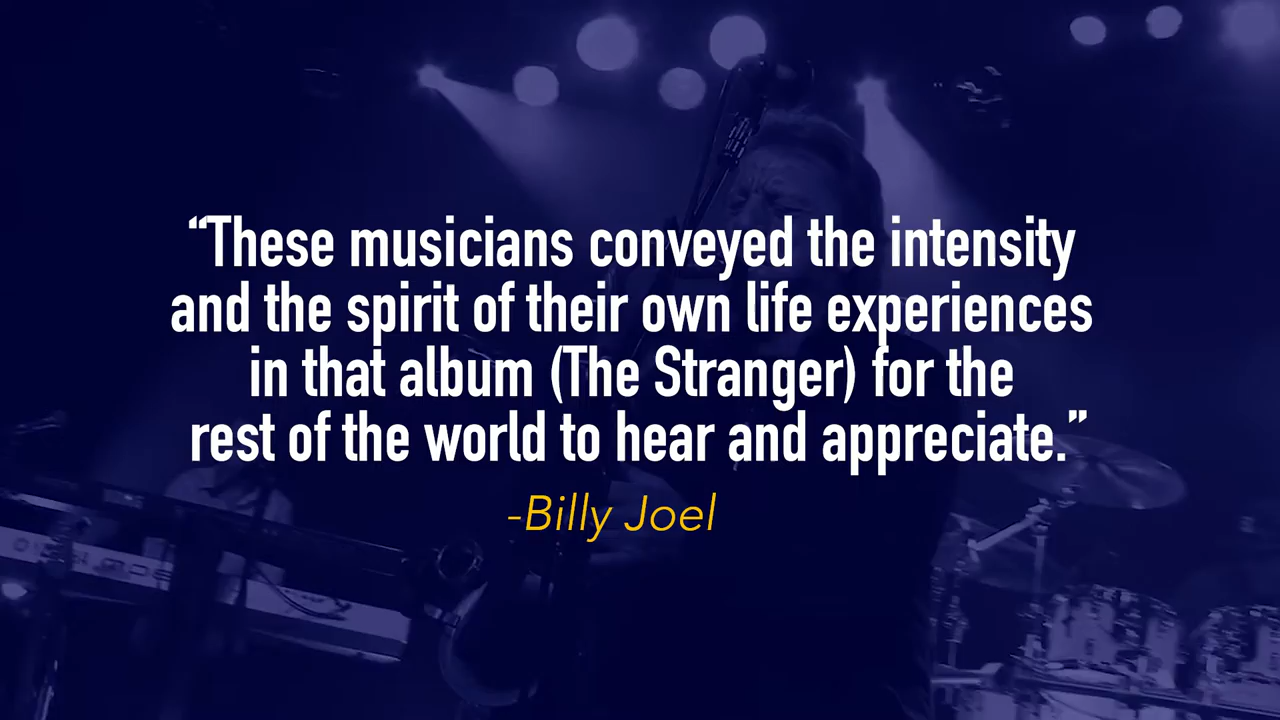 “These musicians conveyed the intensity
and the spirit of their own life experiences
in that album (The Stranger) for the
rest of the world to hear and appreciate.”
-Billy Joel